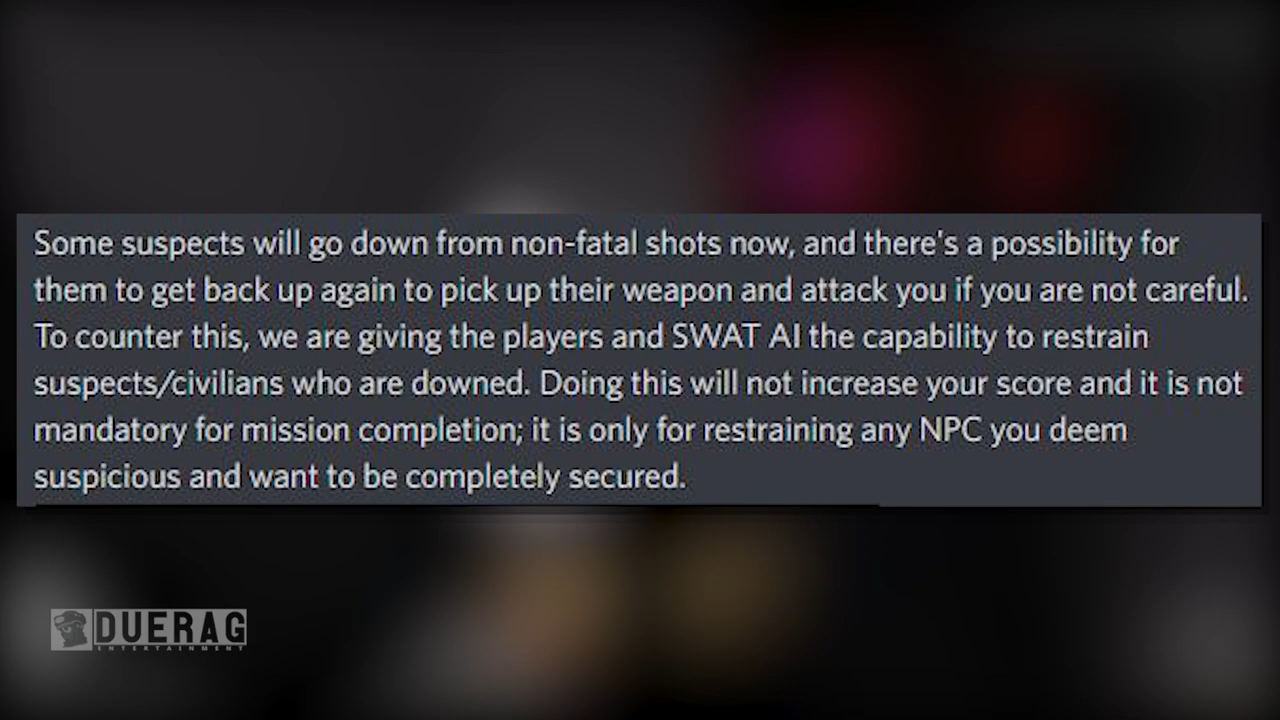 Some suspects will go down from non-fatal shots now, and there's a possibility for
them to get back up again to pick up their weapon and attack you if you are not careful.
To counter this, we are giving the players and SWAT AI the capability to restrain
suspects/civilians who are downed. Doing this will not increase your score and it is not
mandatory for mission completion; it is only for restraining any NPC you deem
suspicious and want to be completely secured.
DUERAG
ENTERTAINMENT